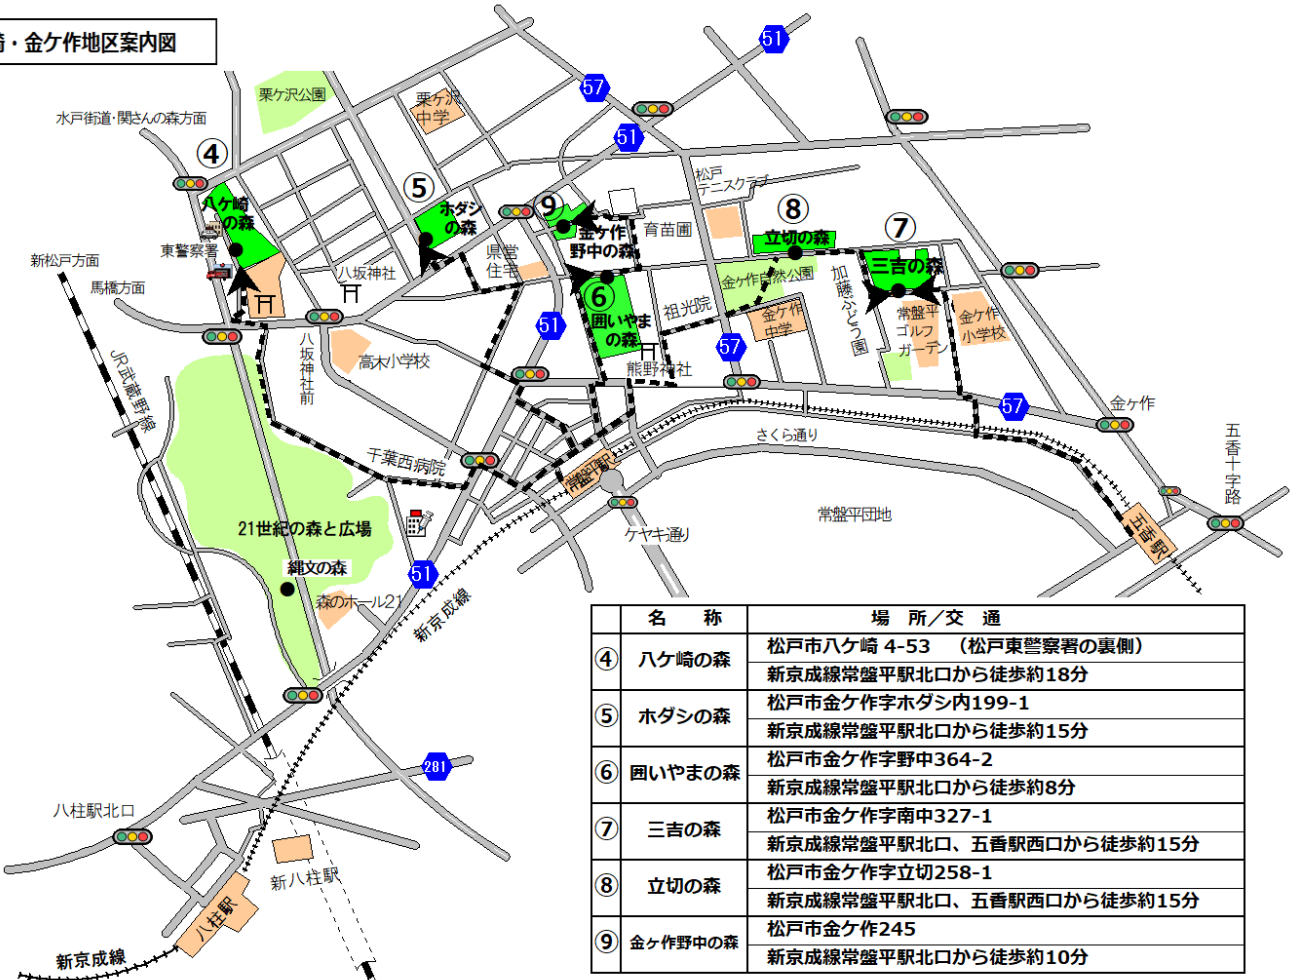 ・金ケ作地区案内図
51
57
栗ケ沢公園
栗ケ沢
中学
水戸街道・関さんの森方面
51
④
⑤
⑨
⑧
⑦
松戸
テニスクラブ
八ケ崎
の森
ホダシ
の森
金ケ作
野中の森
育苗圃
立切の森
東警察署
新松戸方面
馬橋方面
八坂神社
県営
住宅
三吉の森
金ケ作自然公園
加藤ぶどう園
⑥
囲いやま
の森
祖光院
金ケ作
中学
常盤平
ゴルフ
ガーデン
金ケ作
小学校
51
57
JR武蔵野線
八坂神社前
高木小学校
熊野神社
57
金ケ作
さくら通り
五香十字路
千葉西病院
常盤平駅
21世紀の森と広場
ケヤキ通り
常盤平団地
五香駅
縄文の森
51
森のホール21
新京成線
281
八柱駅北口
新八柱駅
八柱駅
新京成線
名　称 場　所／交　通
④ 八ケ崎の森 松戸市八ケ崎 4-53　（松戸東警察署の裏側）
新京成線常盤平駅北口から徒歩約18分
⑤ ホダシの森 松戸市金ケ作字ホダシ内199-1
新京成線常盤平駅北口から徒歩約15分
⑥ 囲いやまの森 松戸市金ケ作字野中364-2
新京成線常盤平駅北口から徒歩約8分
⑦ 三吉の森 松戸市金ケ作字南中327-1
新京成線常盤平駅北口、五香駅西口から徒歩約15分
⑧ 立切の森 松戸市金ケ作字立切258-1
新京成線常盤平駅北口、五香駅西口から徒歩約15分
⑨ 金ヶ作野中の森 松戸市金ケ作245
新京成線常盤平駅北口から徒歩約10分